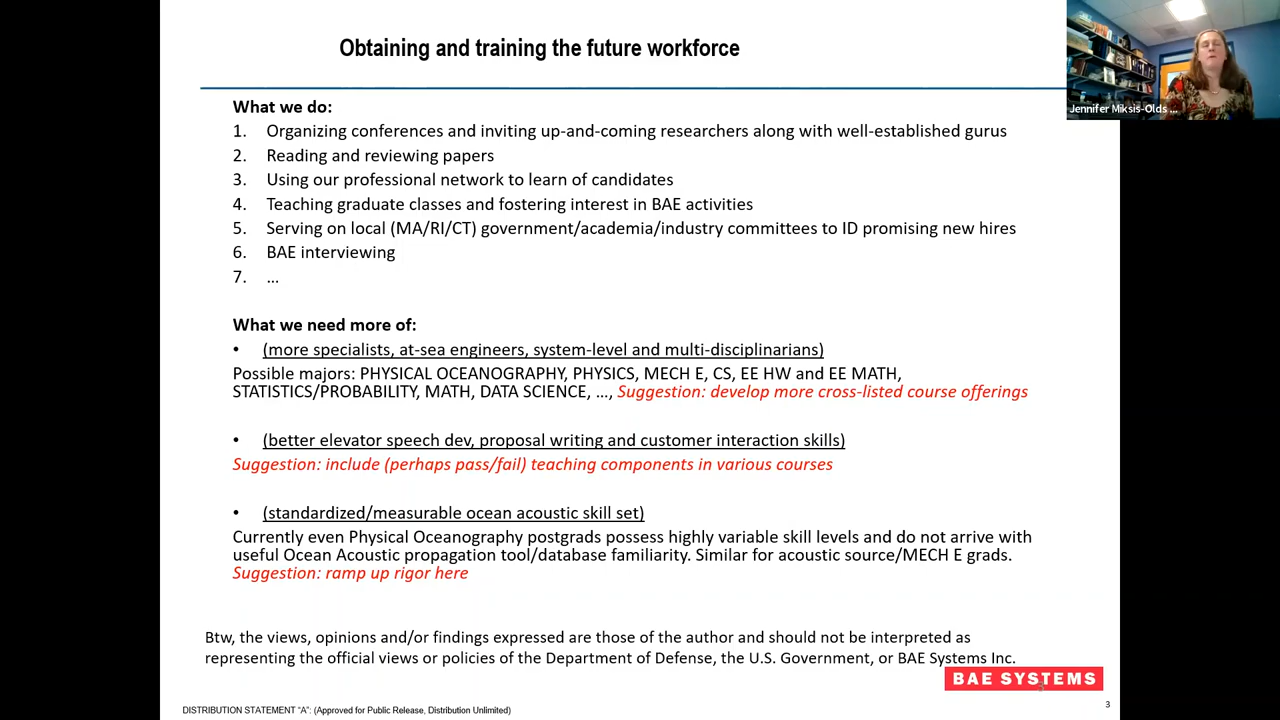 Obtaining and training the future workforce
Jennifer Miksis-Olds ...
What we do:
1. Organizing conferences and inviting up-and-coming researchers along with well-established gurus
2. Reading and reviewing papers
3. Using our professional network to learn of candidates
4. Teaching graduate classes and fostering interest in BAE activities
5. Serving on local (MA/RI/CT) government/academia/industry committees to ID promising new hires
6. BAE interviewing
7. ...
What we need more of:
• (more specialists, at-sea engineers, system-level and multi-disciplinarians)
Possible majors: PHYSICAL OCEANOGRAPHY, PHYSICS, MECH E, CS, EE HW and EE MATH,
STATISTICS/PROBABILITY, MATH, DATA SCIENCE, ..., Suggestion: develop more cross-listed course offerings
• (better elevator speech dev, proposal writing and customer interaction skills)
Suggestion: include (perhaps pass/fail) teaching components in various courses
• (standardized/measurable ocean acoustic skill set)
Currently even Physical Oceanography postgrads possess highly variable skill levels and do not arrive with
useful Ocean Acoustic propagation tool/database familiarity. Similar for acoustic source/MECH E grads.
Suggestion: ramp up rigor here
Btw, the views, opinions and/or findings expressed are those of the author and should not be interpreted as
representing the official views or policies of the Department of Defense, the U.S. Government, or BAE Systems Inc.
BAE SYSTEMS
3
DISTRIBUTION STATEMENT "A": (Approved for Public Release, Distribution Unlimited)
3